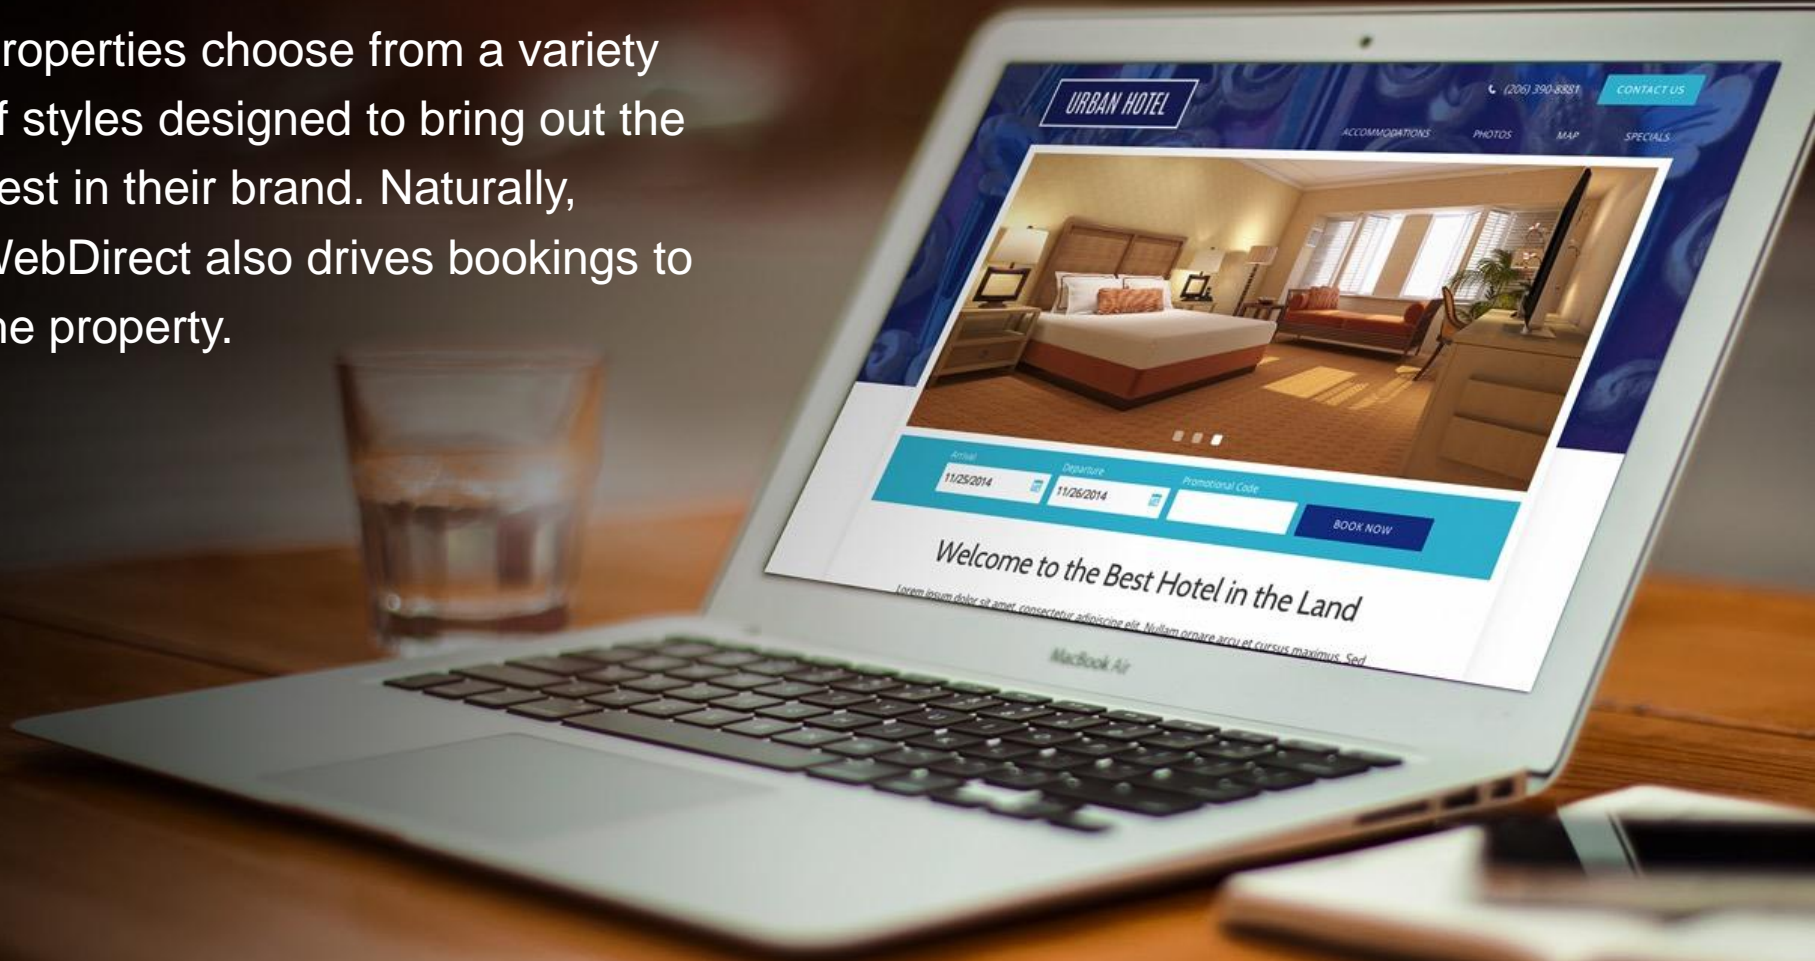 roperties choose from a variety
f styles designed to bring out the
est in their brand. Naturally,
WebDirect also drives bookings to
he property.
URBAN HOTEL
(206) 390-8881
CONTACT US
ACCOMMODATIONS PHOTOS MAP SPECIALS
Arrival Departure Promotional Code
11/25/2014 11/26/2014 BOOK NOW
Welcome to the Best Hotel in the Land
Lorem ipsum dolor sit amet, consectetur adipiscing elit. Nullam ornare arcu et cursus maximus. Sed
MacBook Air